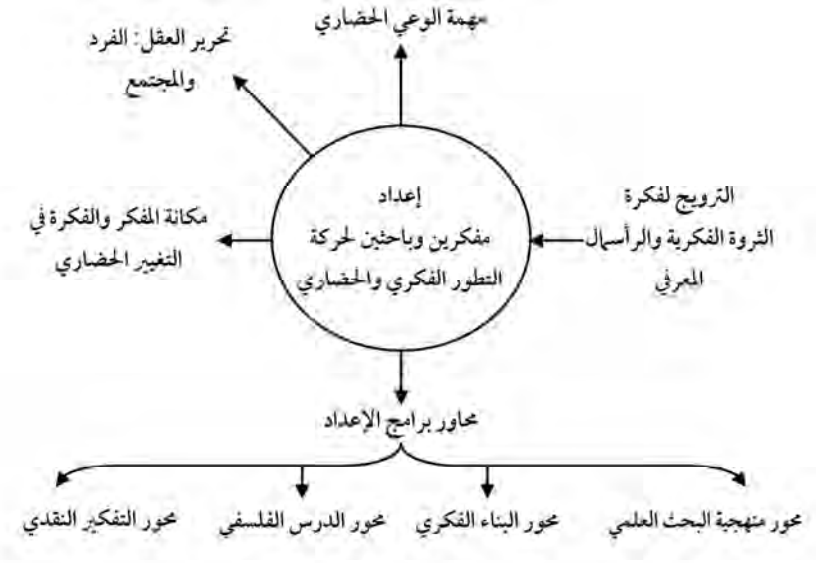 مهمة الوعي الحضاري
تحرير العقل: الفرد
والمجتمع
الترويج لفكرة
الثروة الفكرية والرأسمال
المعرفي
إعداد
مفكرين وباحثين لحركة
التطور الفكري والحضاري
مكانة المفكر والفكرة في
التغيير الحضاري
محاور برامج الإعداد
محور منهجية البحث العلمي
محور البناء الفكري
محور الدرس الفلسفي
محور التفكير النقدي